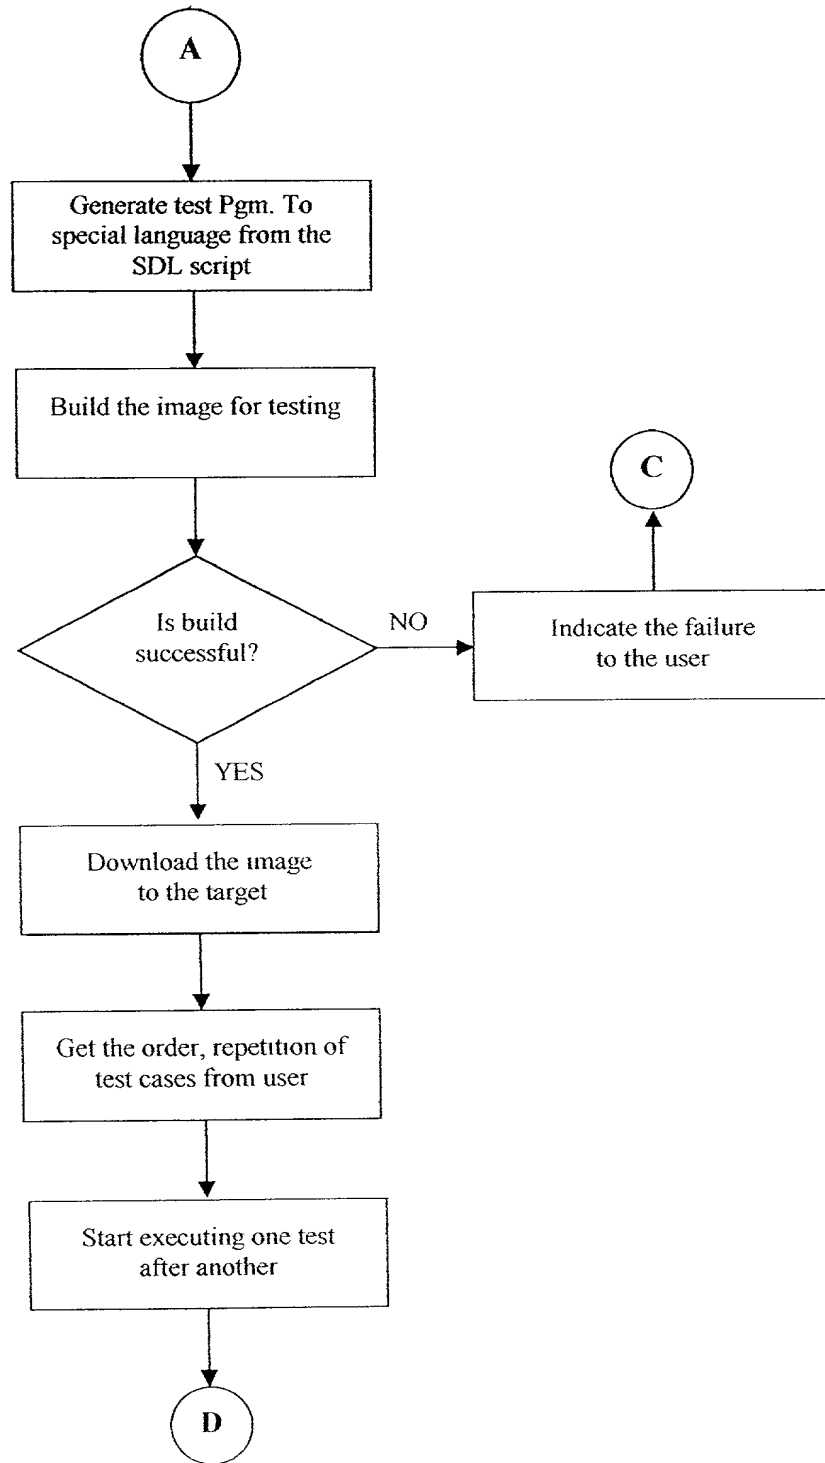 A
Generate test Pgm. To
special language from the
SDL script
Build the image for testing
C
Is build
successful?
NO
Indicate the failure
to the user
YES
Download the image
to the target
Get the order, repetition of
test cases from user
Start executing one test
after another
D